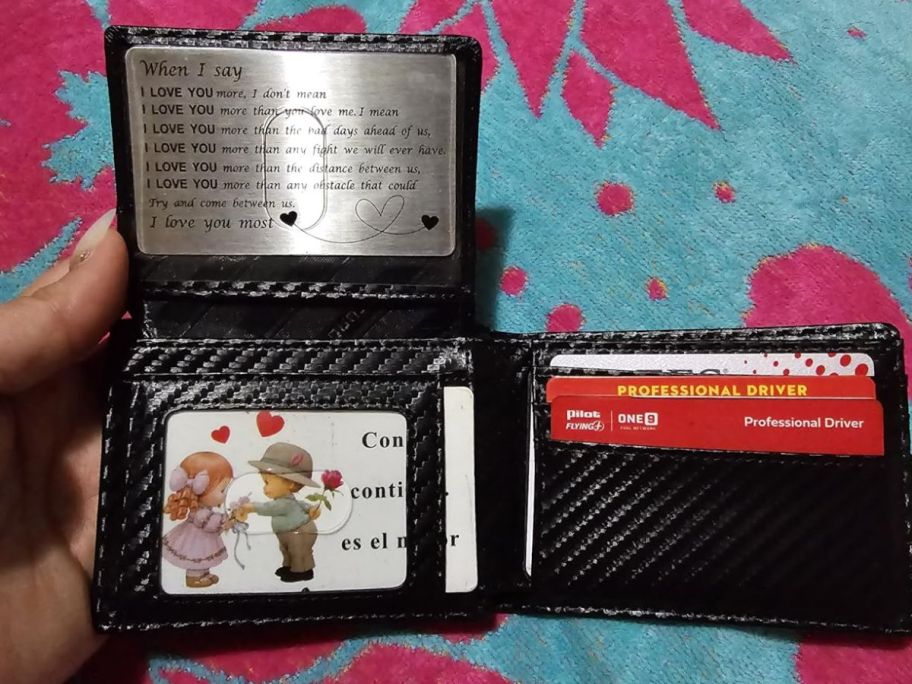 When I say
I LOVE YOU more, I don't mean
I LOVE YOU more than you love me. I mean
I LOVE YOU more than the bad days ahead of us,
I LOVE YOU more than any fight we will ever have.
I LOVE YOU more than the distance between us,
I LOVE YOU more than any obstacle that could
Try and come between us.
I love you most
Con
conti
es el
PROFESSIONAL DRIVER
Pilot FLYING J ONE9 FUEL NETWORK
Professional Driver